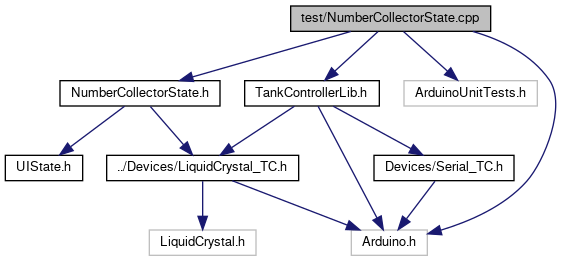 test/NumberCollectorState.cpp
NumberCollectorState.h
TankControllerLib.h
ArduinoUnitTests.h
UIState.h
../Devices/LiquidCrystal_TC.h
Devices/Serial_TC.h
LiquidCrystal.h
Arduino.h